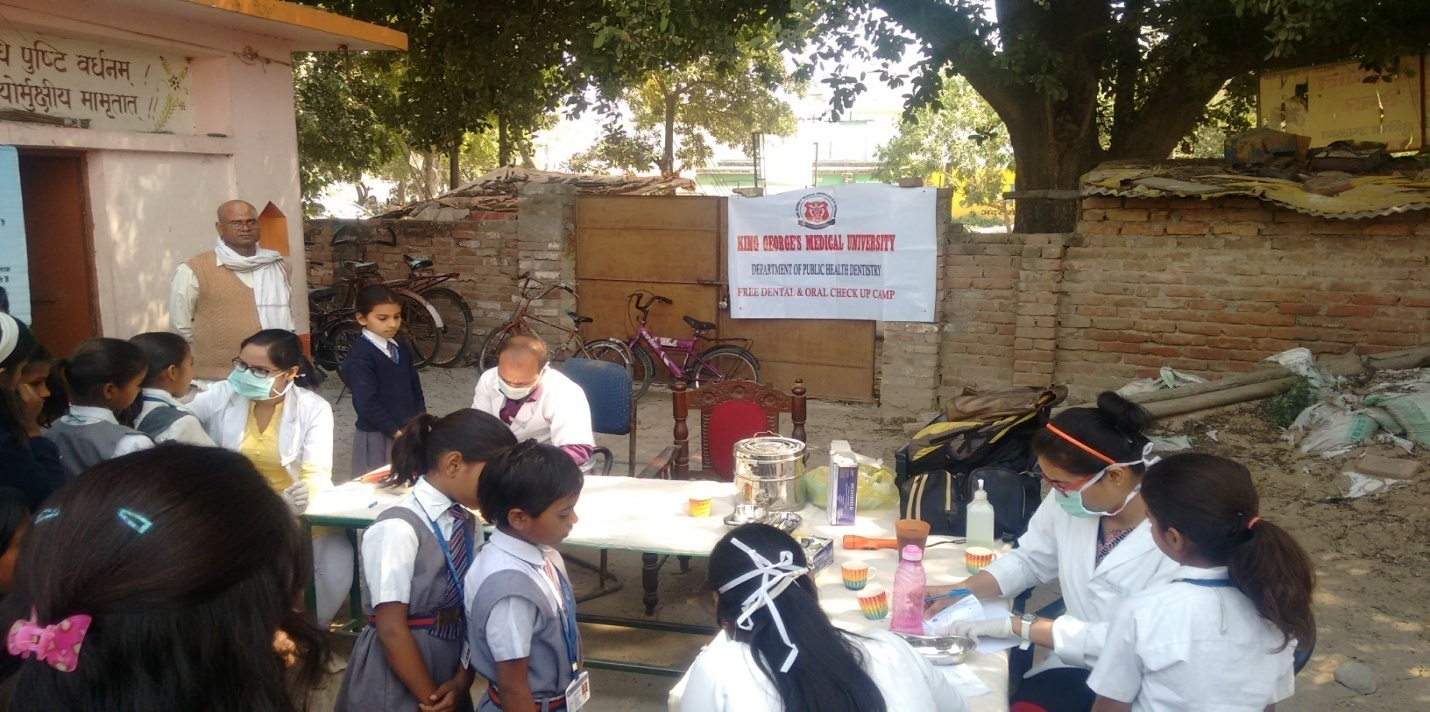 पुष्टि वर्धनम
र्योर्मुक्षीय मामृतात ॥
KING GEORGE'S MEDICAL UNIVERSITY
DEPARTMENT OF PUBLIC HEALTH DENTISTRY
FREE DENTAL & ORAL CHECK UP CAMP